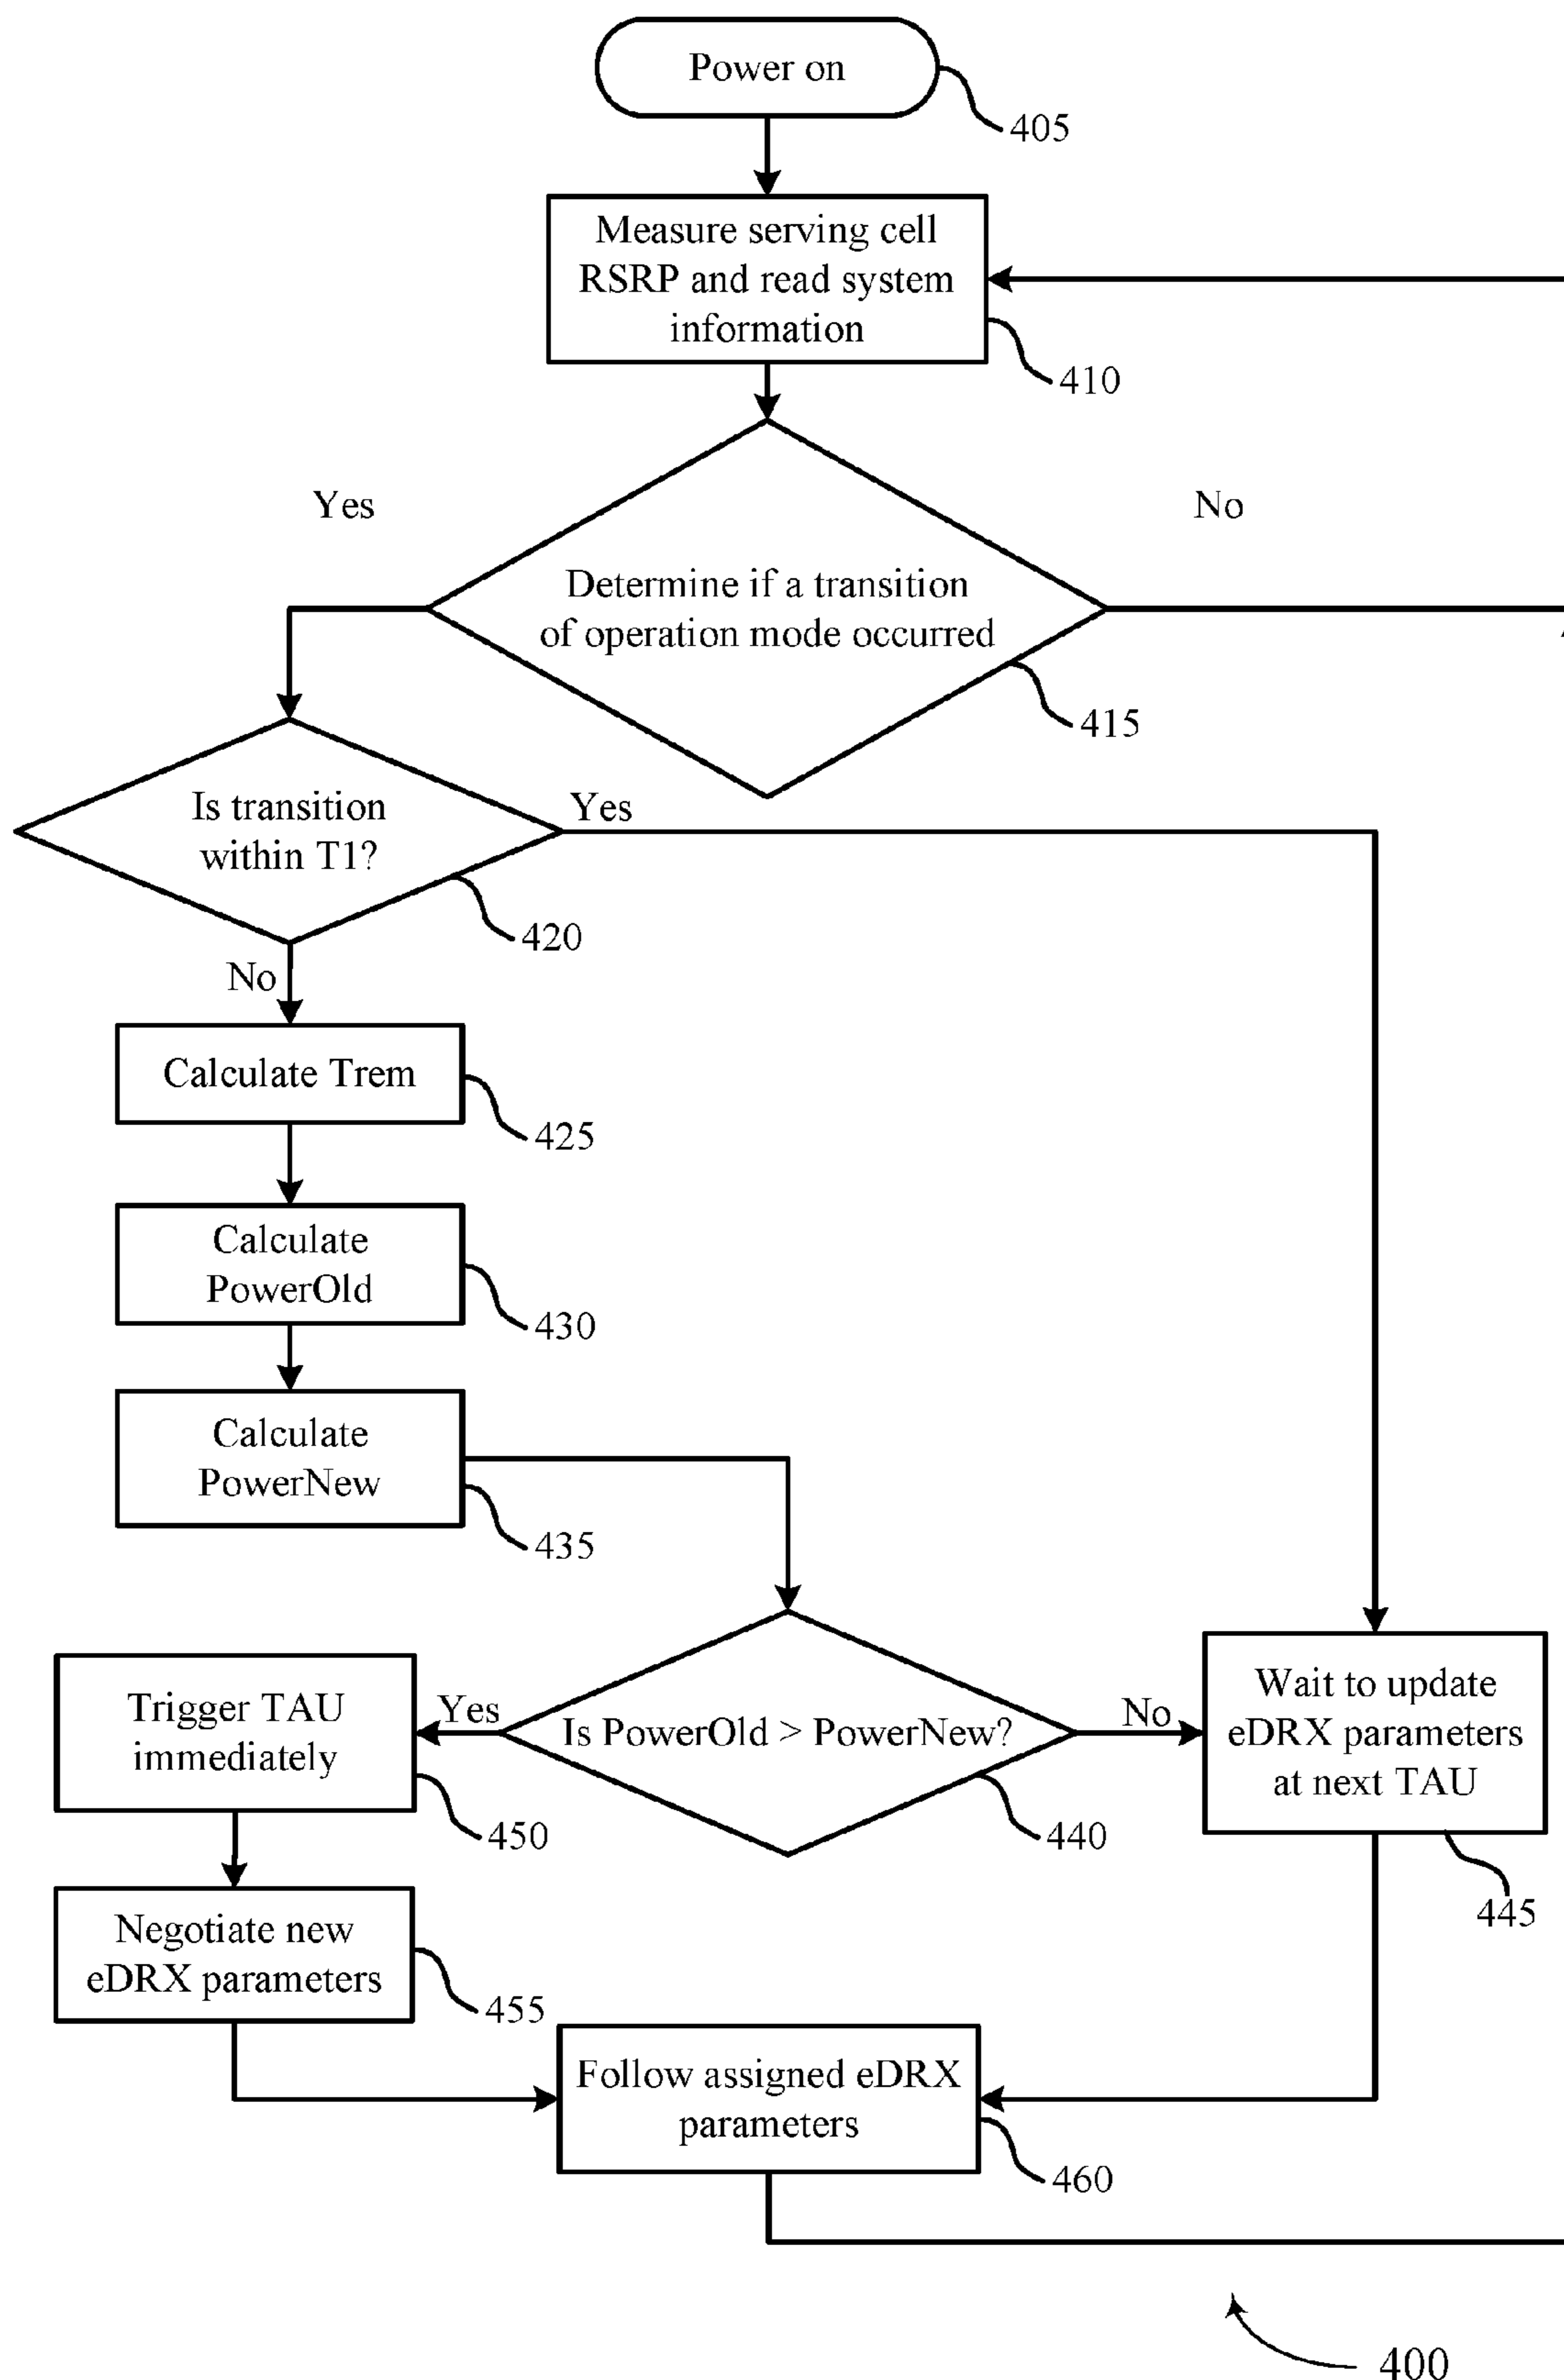 Power on
405
Measure serving cell
RSRP and read system
information
410
Yes
No
Determine if a transition
of operation mode occurred
415
Is transition
within T1?
Yes
420
No
Calculate Trem
425
Calculate
PowerOld
430
Calculate
PowerNew
435
Trigger TAU
immediately
450
Yes
Is PowerOld > PowerNew?
440
No
Wait to update
eDRX parameters
at next TAU
445
Negotiate new
eDRX parameters
455
Follow assigned eDRX
parameters
460
400